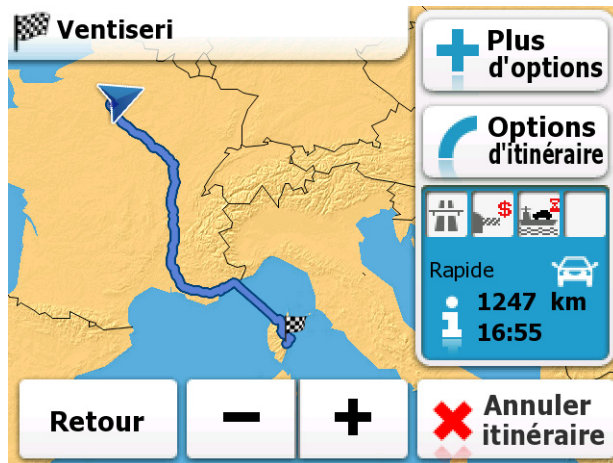 Ventiseri
Plus
d'options
Options
d'itinéraire
$
Rapide
1247 km
16:55
Retour
Annuler
itinéraire